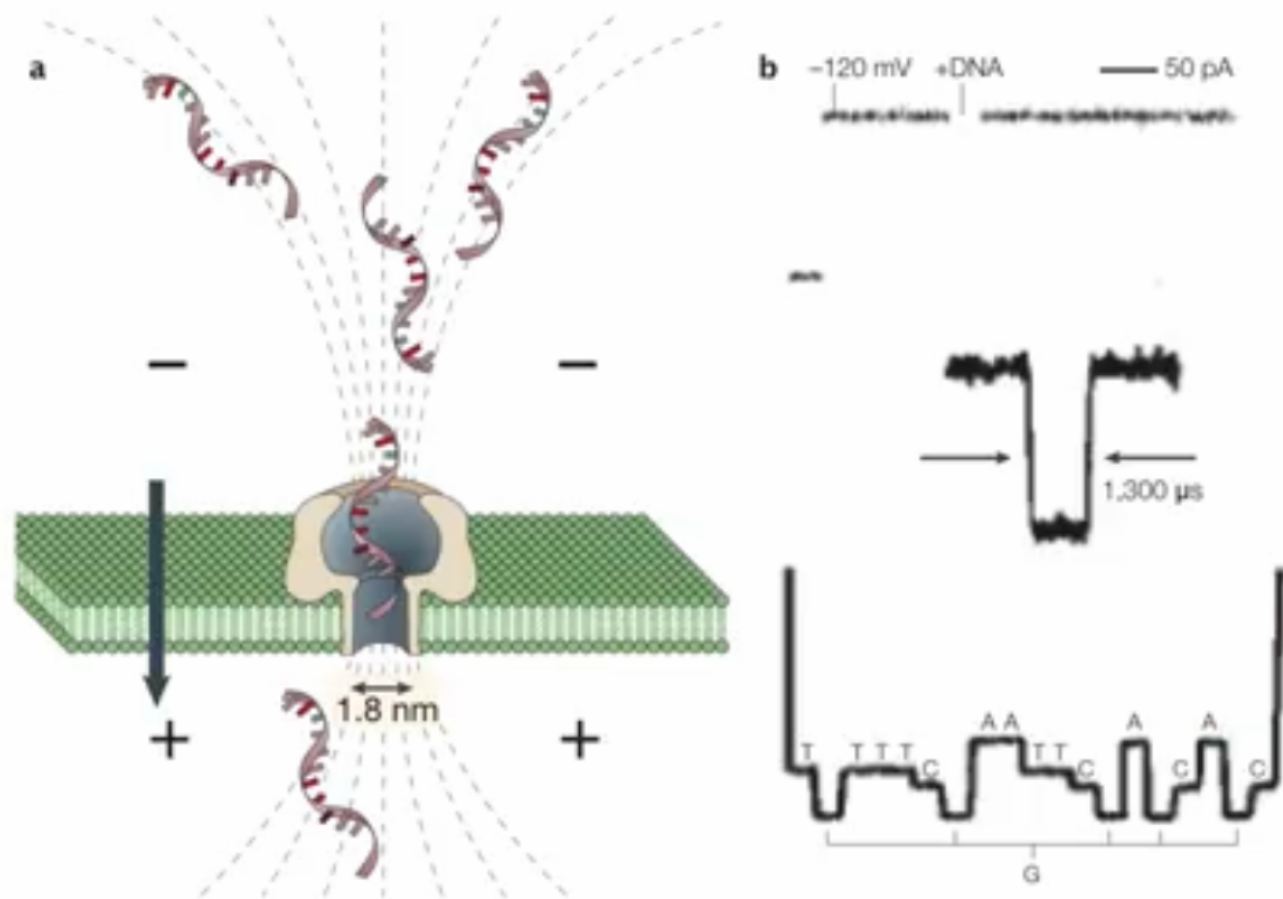 a
− −
1.8 nm
+ +
b −120 mV +DNA 50 pA
1,300 µs
A A A A
T T T T C T T C C C
G